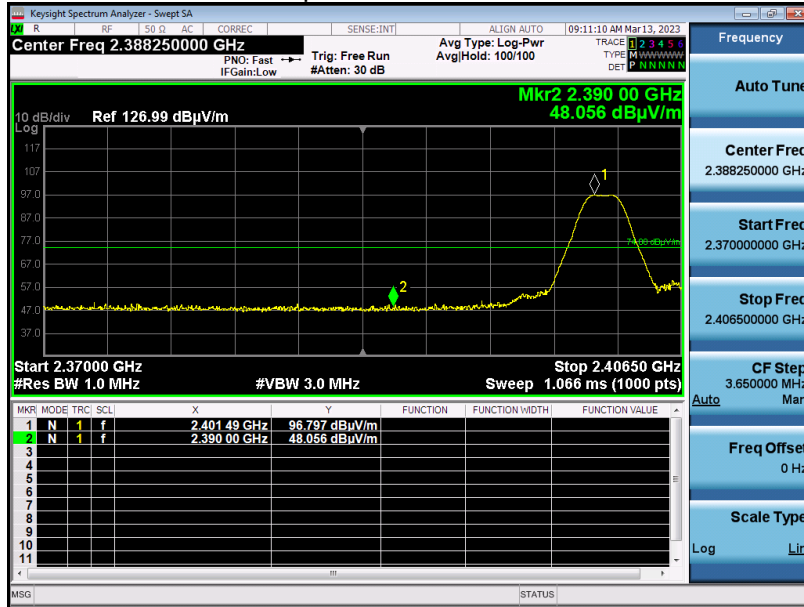 Keysight Spectrum Analyzer - Swept SA
LXI R RF 50 Ω AC CORREC SENSE:INT ALIGN AUTO 09:11:10 AM Mar 13, 2023
Center Freq 2.388250000 GHz
PNO: Fast
IFGain:Low
Trig: Free Run
#Atten: 30 dB
Avg Type: Log-Pwr
Avg|Hold: 100/100
TRACE 1 2 3 4 5 6
TYPE M WWWWW
DET P N N N N N
Mkr2 2.390 00 GHz
48.056 dBµV/m
10 dB/div Ref 126.99 dBµV/m
Log
117
107
97.0
87.0
77.0
67.0
57.0
47.0
37.0
1
74.00 dBµV/m
2
Start 2.37000 GHz Stop 2.40650 GHz
#Res BW 1.0 MHz #VBW 3.0 MHz Sweep 1.066 ms (1000 pts)
MKR MODE TRC SCL X Y FUNCTION FUNCTION WIDTH FUNCTION VALUE
1 N 1 f 2.401 49 GHz 96.797 dBµV/m
2 N 1 f 2.390 00 GHz 48.056 dBµV/m
3
4
5
6
7
8
9
10
11
MSG STATUS
Frequency
Auto Tune
Center Freq
2.388250000 GHz
Start Freq
2.370000000 GHz
Stop Freq
2.406500000 GHz
CF Step
3.650000 MHz
Auto Man
Freq Offset
0 Hz
Scale Type
Log Lin